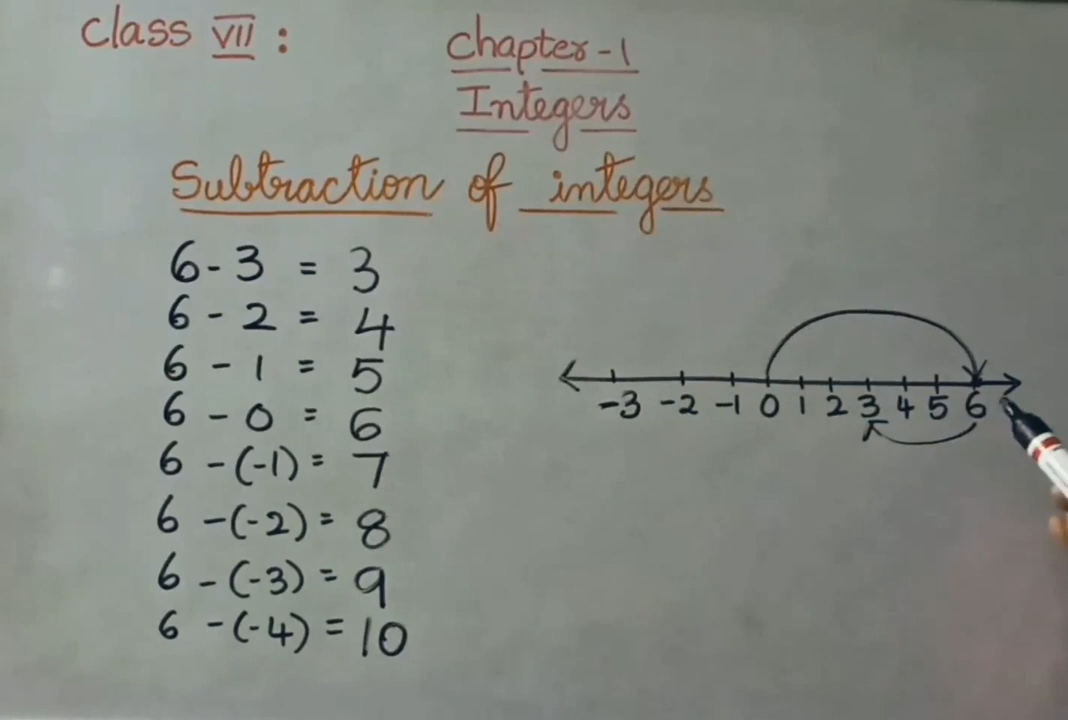 Class VII :
Chapter-1
Integers
Subtraction of integers
6 - 3 = 3
6 - 2 = 4
6 - 1 = 5
6 - 0 = 6
6 - (-1) = 7
6 - (-2) = 8
6 - (-3) = 9
6 - (-4) = 10
-3 -2 -1 0 1 2 3 4 5 6